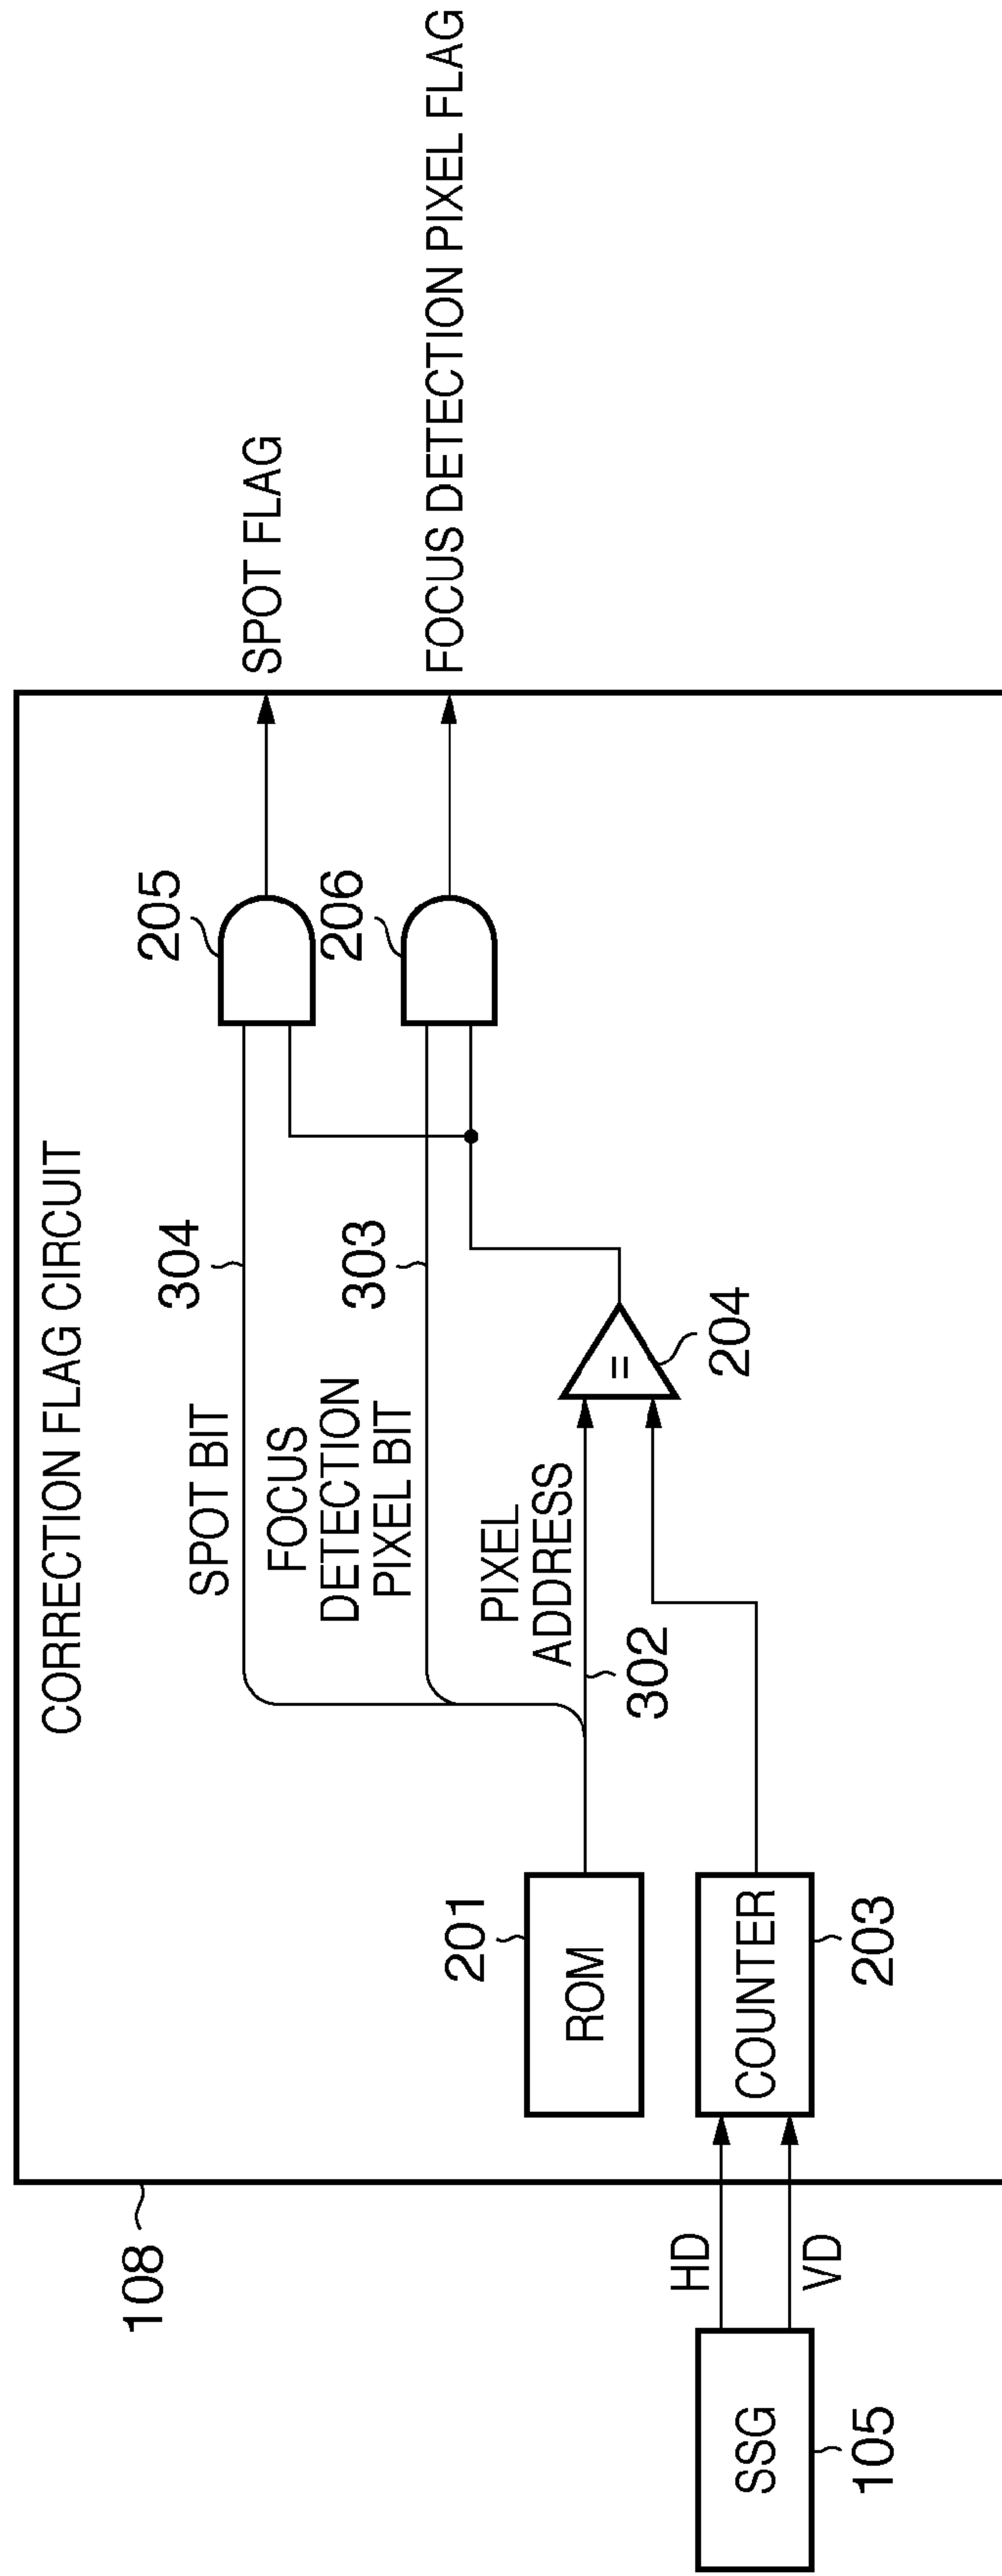 CORRECTION FLAG CIRCUIT
108
205
SPOT FLAG
304
SPOT BIT
206
FOCUS DETECTION PIXEL FLAG
303
FOCUS
DETECTION
PIXEL BIT
PIXEL
ADDRESS
302
=
204
201
ROM
HD
VD
SSG
105
COUNTER
203